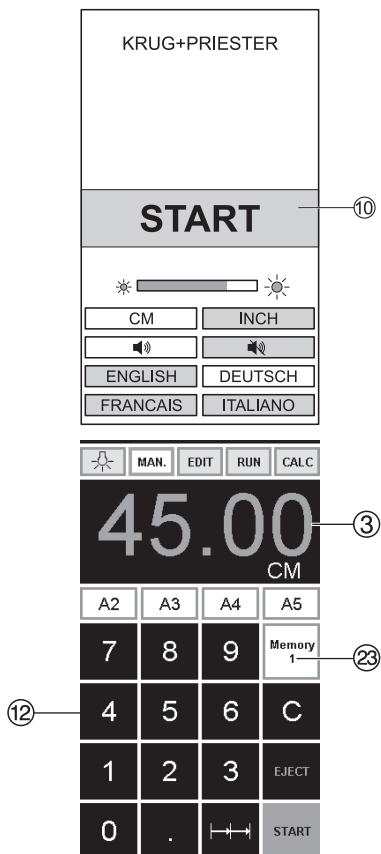 KRUG+PRIESTER
START ⑩
CM INCH
ENGLISH DEUTSCH
FRANCAIS ITALIANO
MAN. EDIT RUN CALC
45.00 ③
CM
A2 A3 A4 A5
7 8 9 Memory
1 ㉓
⑫ 4 5 6 C
1 2 3 EJECT
0 . START